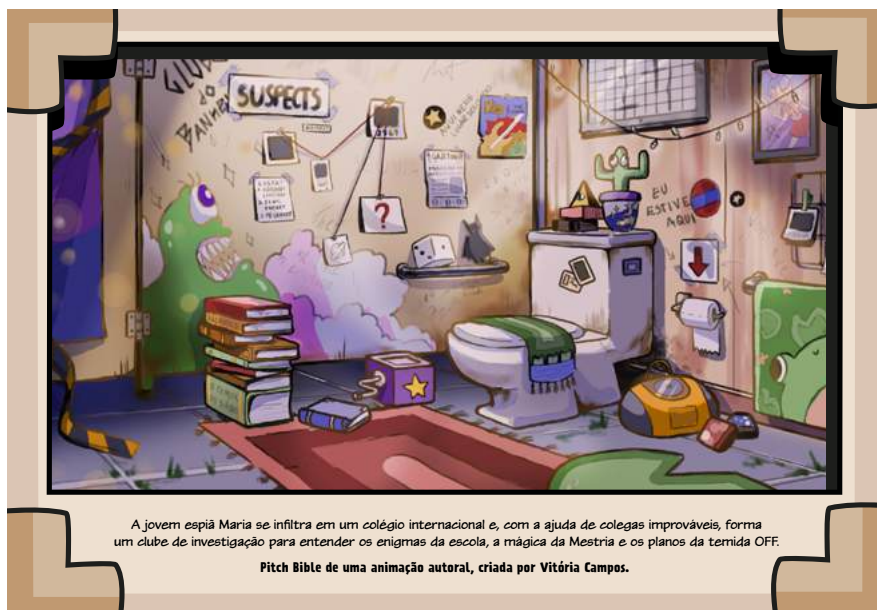 CLUBE
DO
BANHEIRO
SUSPECTS
?
EU
ESTIVE
AQUI
A jovem espiã Maria se infiltra em um colégio internacional e, com a ajuda de colegas improváveis, forma
um clube de investigação para entender os enigmas da escola, a mágica da Mestria e os planos da temida OFF.
Pitch Bible de uma animação autoral, criada por Vitória Campos.